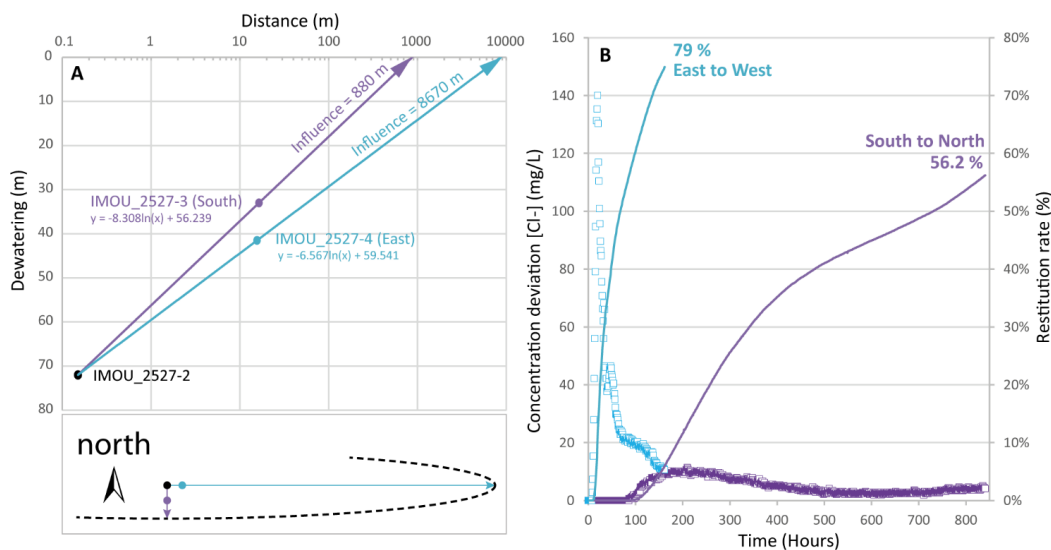 Distance (m)
0.1 1 10 100 1000 10000
A
Dewatering (m)
0
10
20
30
40
50
60
70
80
Influence = 880 m
Influence = 8670 m
IMOU_2527-3 (South)
y = -8.308ln(x) + 56.239
IMOU_2527-4 (East)
y = -6.567ln(x) + 59.541
IMOU_2527-2
north
B
Concentration deviation [Cl-] (mg/L)
160
140
120
100
80
60
40
20
0
79 %
East to West
South to North
56.2 %
80%
70%
60%
50%
40%
30%
20%
10%
0%
Restitution rate (%)
0 100 200 300 400 500 600 700 800
Time (Hours)